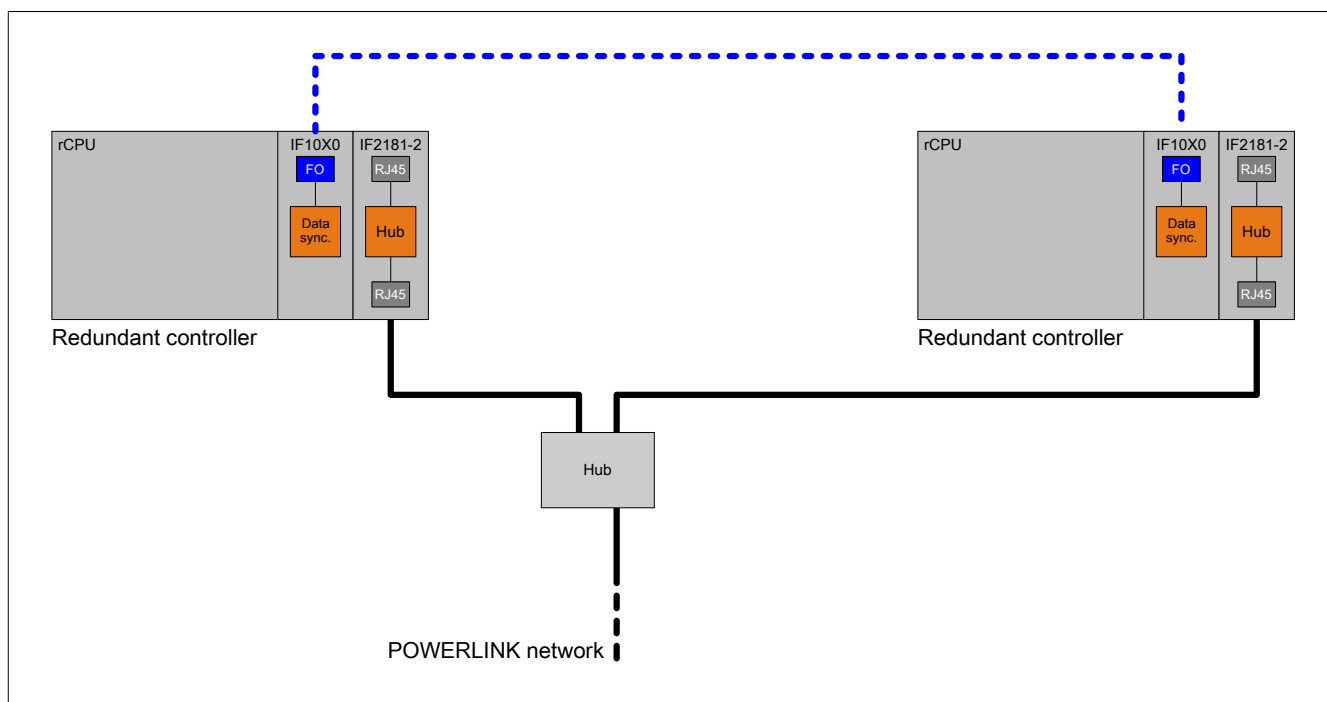 rCPU
IF10X0
IF2181-2
FO
RJ45
Data
sync.
Hub
RJ45
Redundant controller
rCPU
IF10X0
IF2181-2
FO
RJ45
Data
sync.
Hub
RJ45
Redundant controller
Hub
POWERLINK network